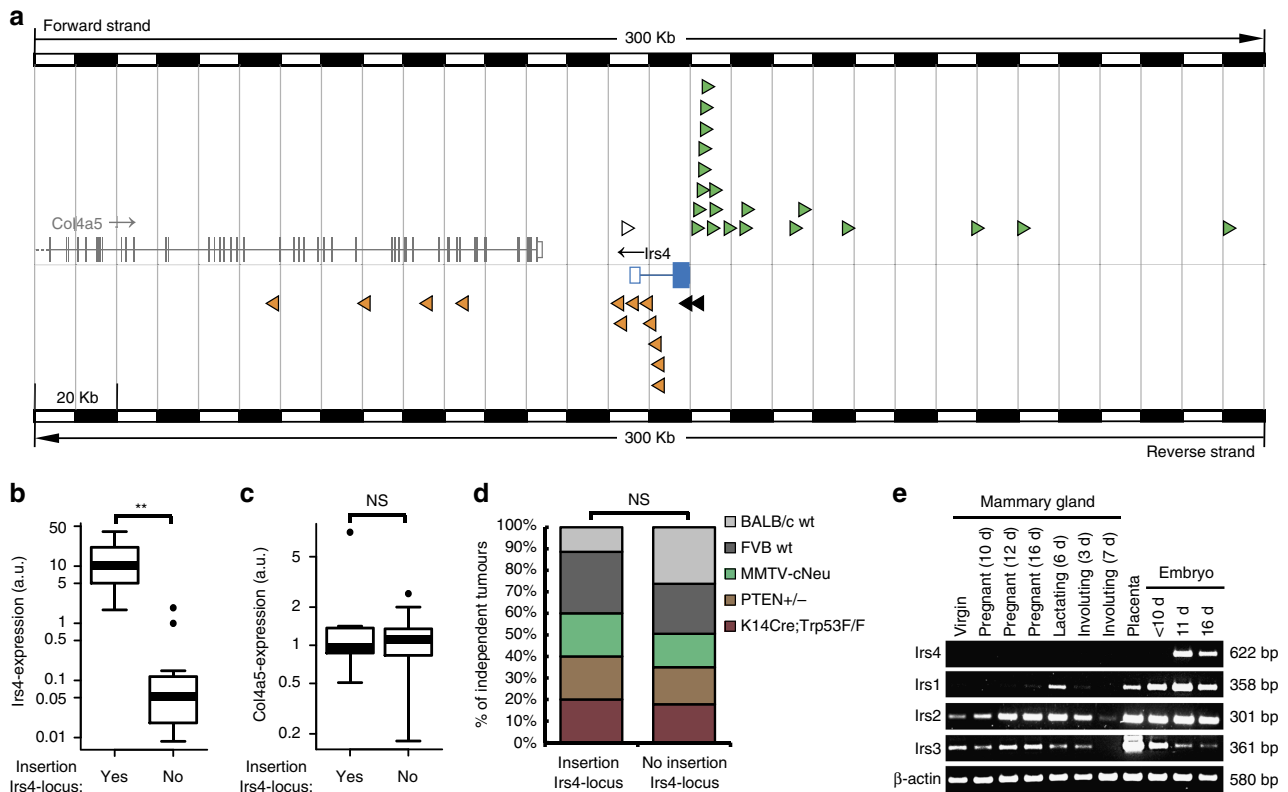 a
Forward strand
300 Kb
Col4a5
Irs4
20 Kb
300 Kb
Reverse strand
b
**
Irs4-expression (a.u.)
50
10
5
1
0.5
0.1
0.05
0.01
Insertion
Irs4-locus:
Yes
No
c
NS
Col4a5-expression (a.u.)
5
2
1
0.5
0.2
Insertion
Irs4-locus:
Yes
No
d
NS
% of independent tumours
100%
90%
80%
70%
60%
50%
40%
30%
20%
10%
0%
Insertion
Irs4-locus
No insertion
Irs4-locus
BALB/c wt
FVB wt
MMTV-cNeu
PTEN+/−
K14Cre;Trp53F/F
e
Mammary gland
Embryo
Virgin
Pregnant (10 d)
Pregnant (12 d)
Pregnant (16 d)
Lactating (6 d)
Involuting (3 d)
Involuting (7 d)
Placenta
<10 d
11 d
16 d
Irs4
622 bp
Irs1
358 bp
Irs2
301 bp
Irs3
361 bp
β-actin
580 bp